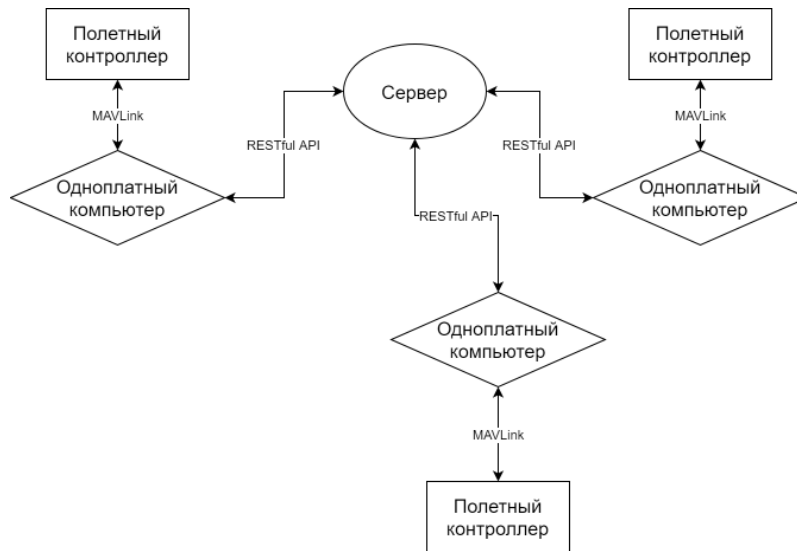 Полетный
контроллер
Полетный
контроллер
Сервер
MAVLink
MAVLink
RESTful API
RESTful API
Одноплатный
компьютер
Одноплатный
компьютер
RESTful API
Одноплатный
компьютер
MAVLink
Полетный
контроллер